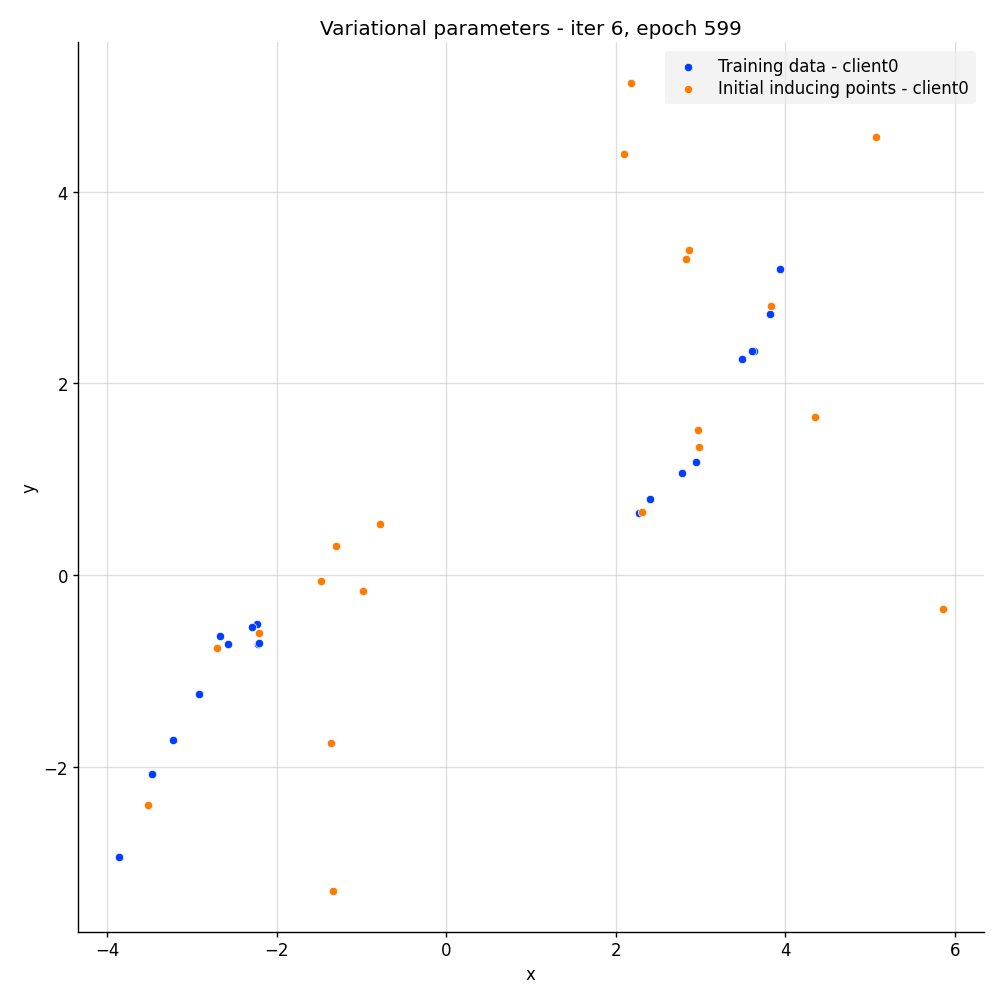 Variational parameters - iter 6, epoch 599
Training data - client0
Initial inducing points - client0
4
2
0
−2
y
−4
−2
0
2
4
6
x